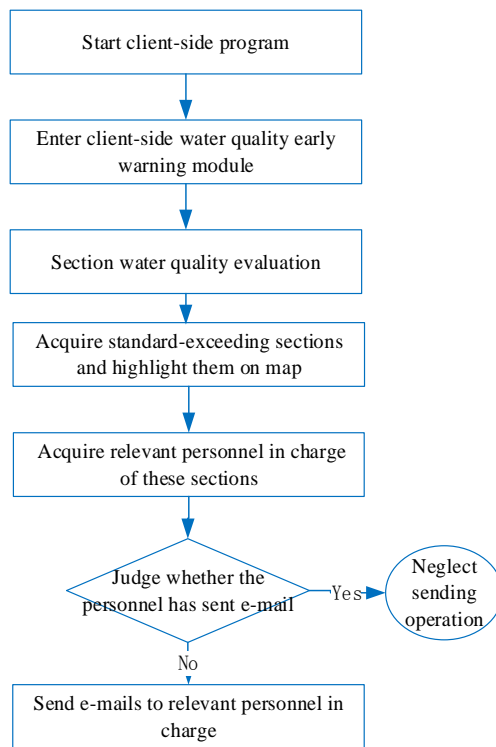 Start client-side program
Enter client-side water quality early
warning module
Section water quality evaluation
Acquire standard-exceeding sections
and highlight them on map
Acquire relevant personnel in charge
of these sections
Judge whether the
personnel has sent e-mail
Yes
Neglect
sending
operation
No
Send e-mails to relevant personnel in
charge